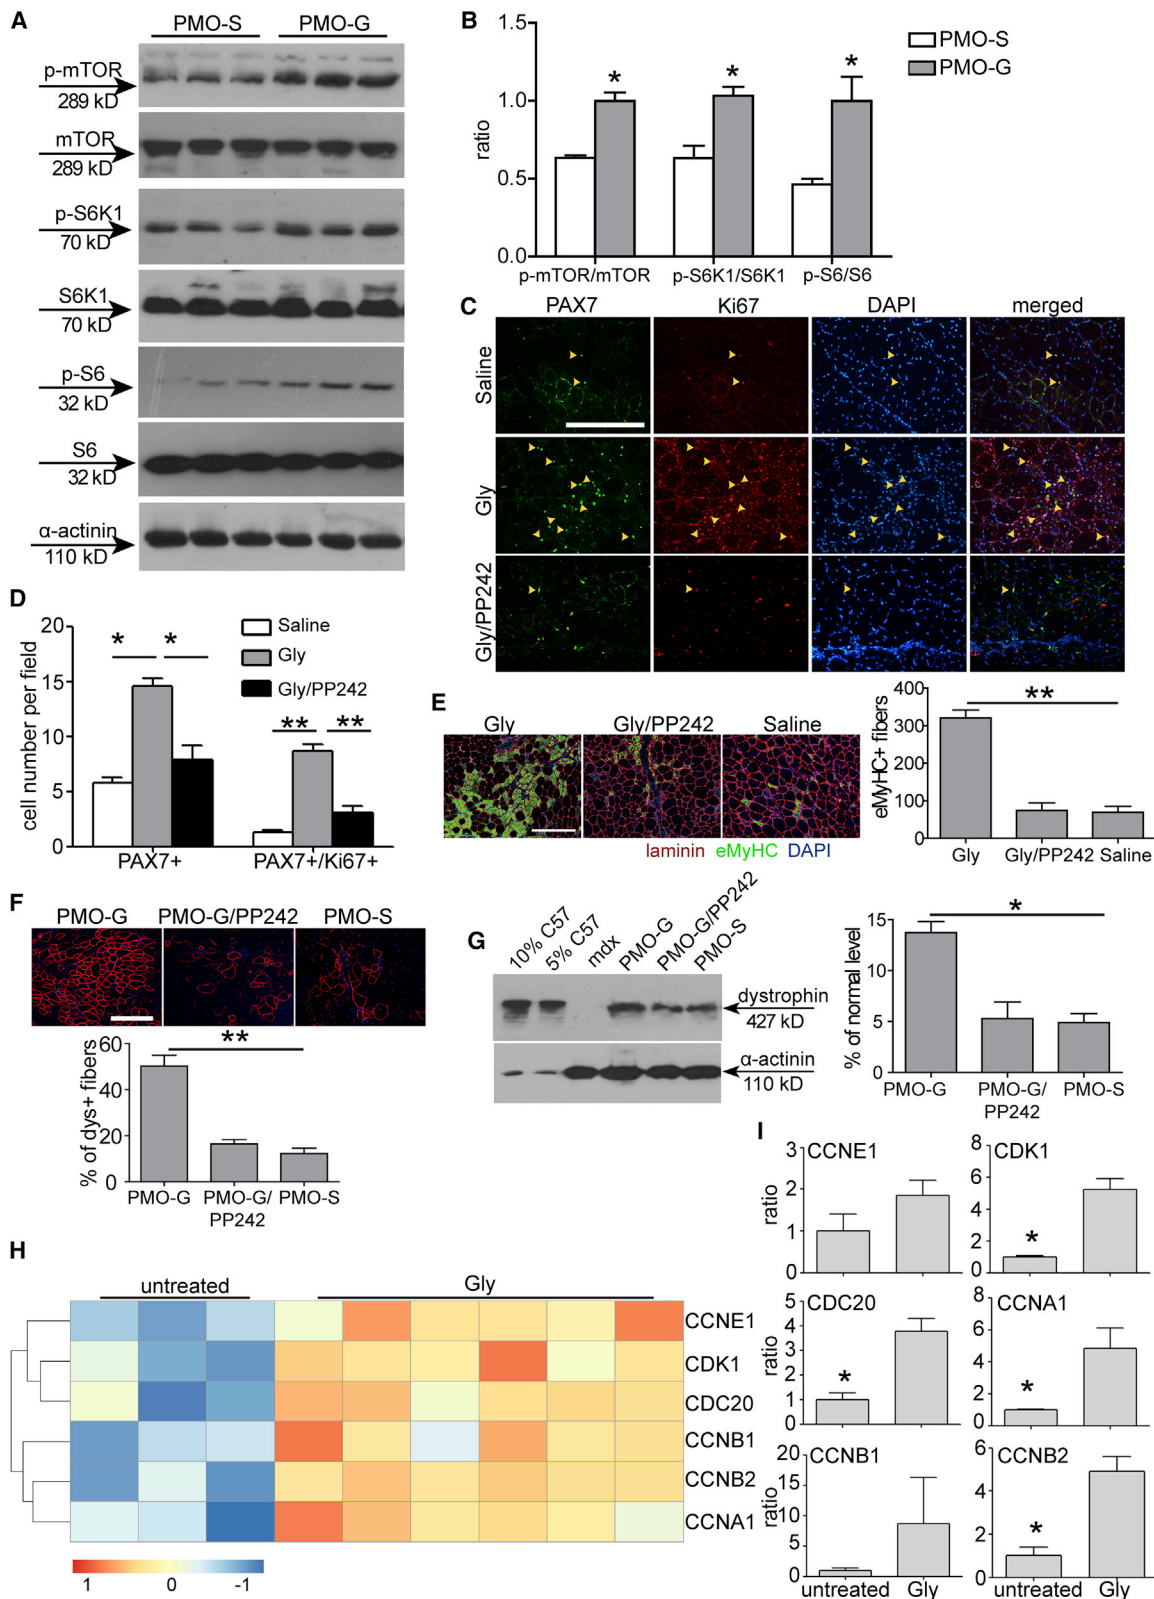 A
PMO-S PMO-G
p-mTOR
289 kD
mTOR
289 kD
p-S6K1
70 kD
S6K1
70 kD
p-S6
32 kD
S6
32 kD
α-actinin
110 kD
B
1.5
1.0
0.5
0.0
ratio
* * *
PMO-S
PMO-G
p-mTOR/mTOR p-S6K1/S6K1 p-S6/S6
C
PAX7 Ki67 DAPI merged
Saline
Gly
Gly/PP242
D
20
15
10
5
0
cell number per field
* *
** **
Saline
Gly
Gly/PP242
PAX7+ PAX7+/Ki67+
E
Gly Gly/PP242 Saline
laminin eMyHC DAPI
400
300
200
100
0
eMyHC+ fibers
**
Gly Gly/PP242 Saline
F
PMO-G PMO-G/PP242 PMO-S
60
40
20
0
% of dys+ fibers
**
PMO-G PMO-G/ PMO-S
PP242
G
10% C57
5% C57
mdx
PMO-G
PMO-G/PP242
PMO-S
dystrophin
427 kD
α-actinin
110 kD
15
10
5
0
% of normal level
*
PMO-G PMO-G/ PMO-S
PP242
H
untreated Gly
CCNE1
CDK1
CDC20
CCNB1
CCNB2
CCNA1
1 0 -1
I
CCNE1
3
2
1
0
ratio
CDK1
8
6
4
2
0
*
CDC20
5
4
3
2
1
0
ratio
*
CCNA1
8
6
4
2
0
*
CCNB1
20
15
10
5
0
ratio
untreated Gly
CCNB2
6
4
2
0
*
untreated Gly